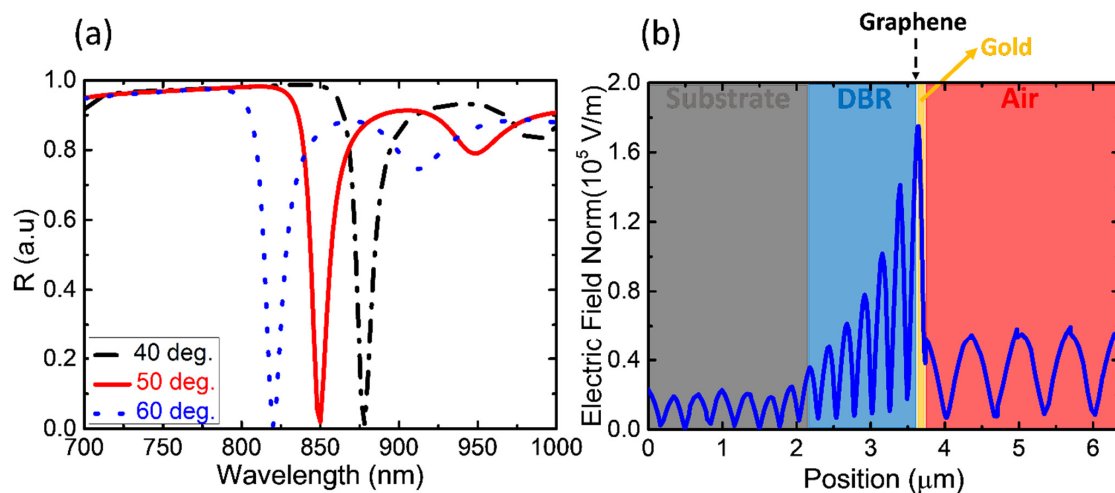 (a)
R (a.u)
1.0
0.8
0.6
0.4
0.2
0.0
40 deg.
50 deg.
60 deg.
700 750 800 850 900 950 1000
Wavelength (nm)
(b)
Graphene
Gold
Substrate DBR Air
Electric Field Norm(10⁵ V/m)
2.0
1.6
1.2
0.8
0.4
0.0
0 1 2 3 4 5 6
Position (μm)